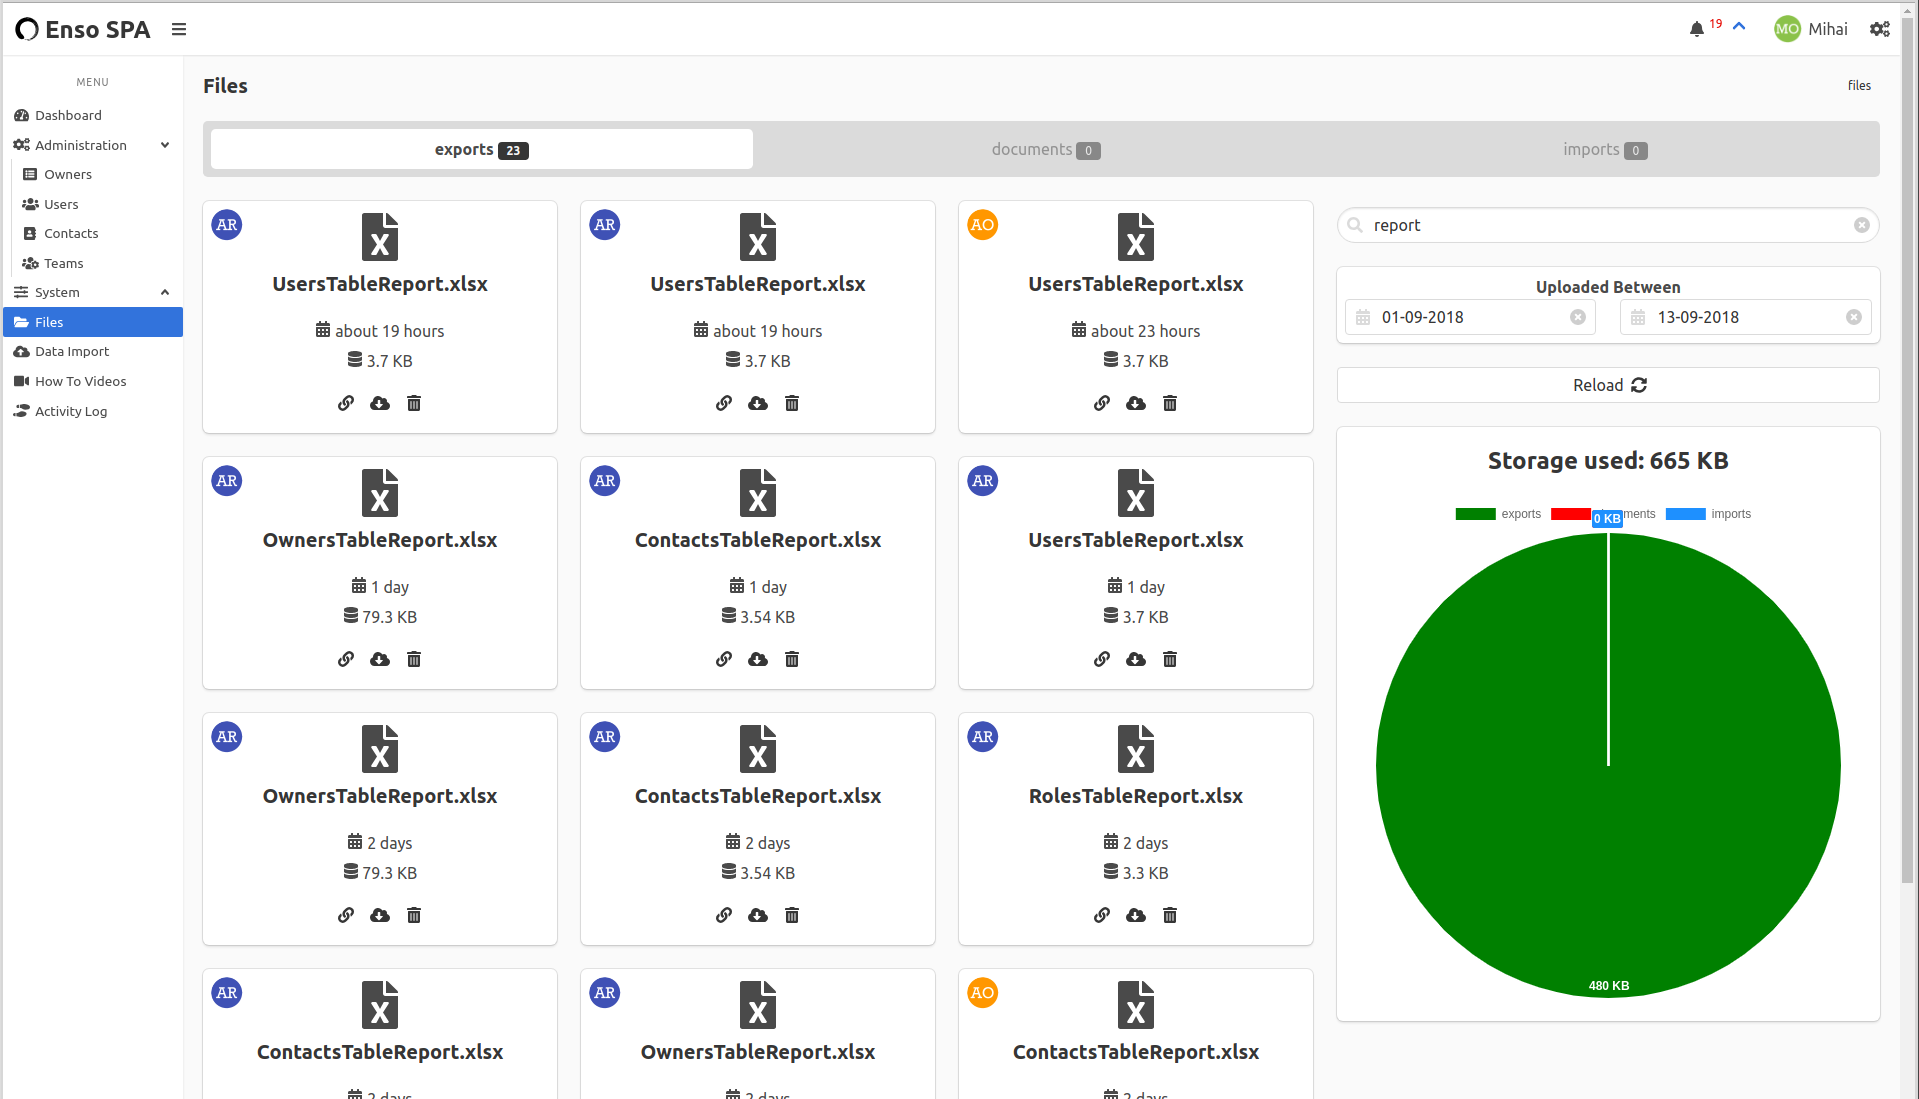 Enso SPA
19
MO Mihai
MENU
Dashboard
Administration
Owners
Users
Contacts
Teams
System
Files
Data Import
How To Videos
Activity Log
Files
files
exports 23
documents 0
imports 0
AR
UsersTableReport.xlsx
about 19 hours
3.7 KB
AR
UsersTableReport.xlsx
about 19 hours
3.7 KB
AO
UsersTableReport.xlsx
about 23 hours
3.7 KB
AR
OwnersTableReport.xlsx
1 day
79.3 KB
AR
ContactsTableReport.xlsx
1 day
3.54 KB
AR
UsersTableReport.xlsx
1 day
3.7 KB
AR
OwnersTableReport.xlsx
2 days
79.3 KB
AR
ContactsTableReport.xlsx
2 days
3.54 KB
AR
RolesTableReport.xlsx
2 days
3.3 KB
AR
ContactsTableReport.xlsx
2 days
AR
OwnersTableReport.xlsx
2 days
AO
ContactsTableReport.xlsx
2 days
report
Uploaded Between
01-09-2018
13-09-2018
Reload
Storage used: 665 KB
exports
ments
imports
0 KB
480 KB